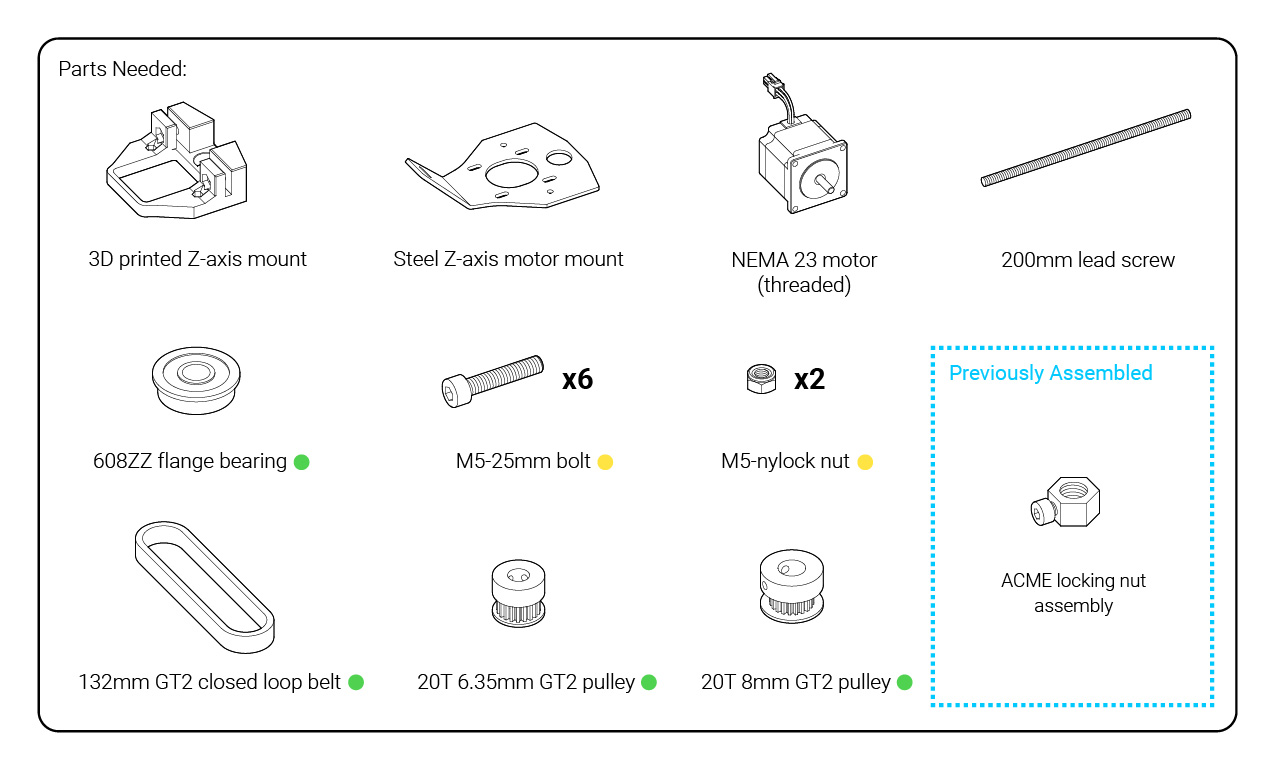 Parts Needed:
3D printed Z-axis mount
Steel Z-axis motor mount
NEMA 23 motor
(threaded)
200mm lead screw
x6
x2
Previously Assembled
608ZZ flange bearing
M5-25mm bolt
M5-nylock nut
ACME locking nut
assembly
132mm GT2 closed loop belt
20T 6.35mm GT2 pulley
20T 8mm GT2 pulley